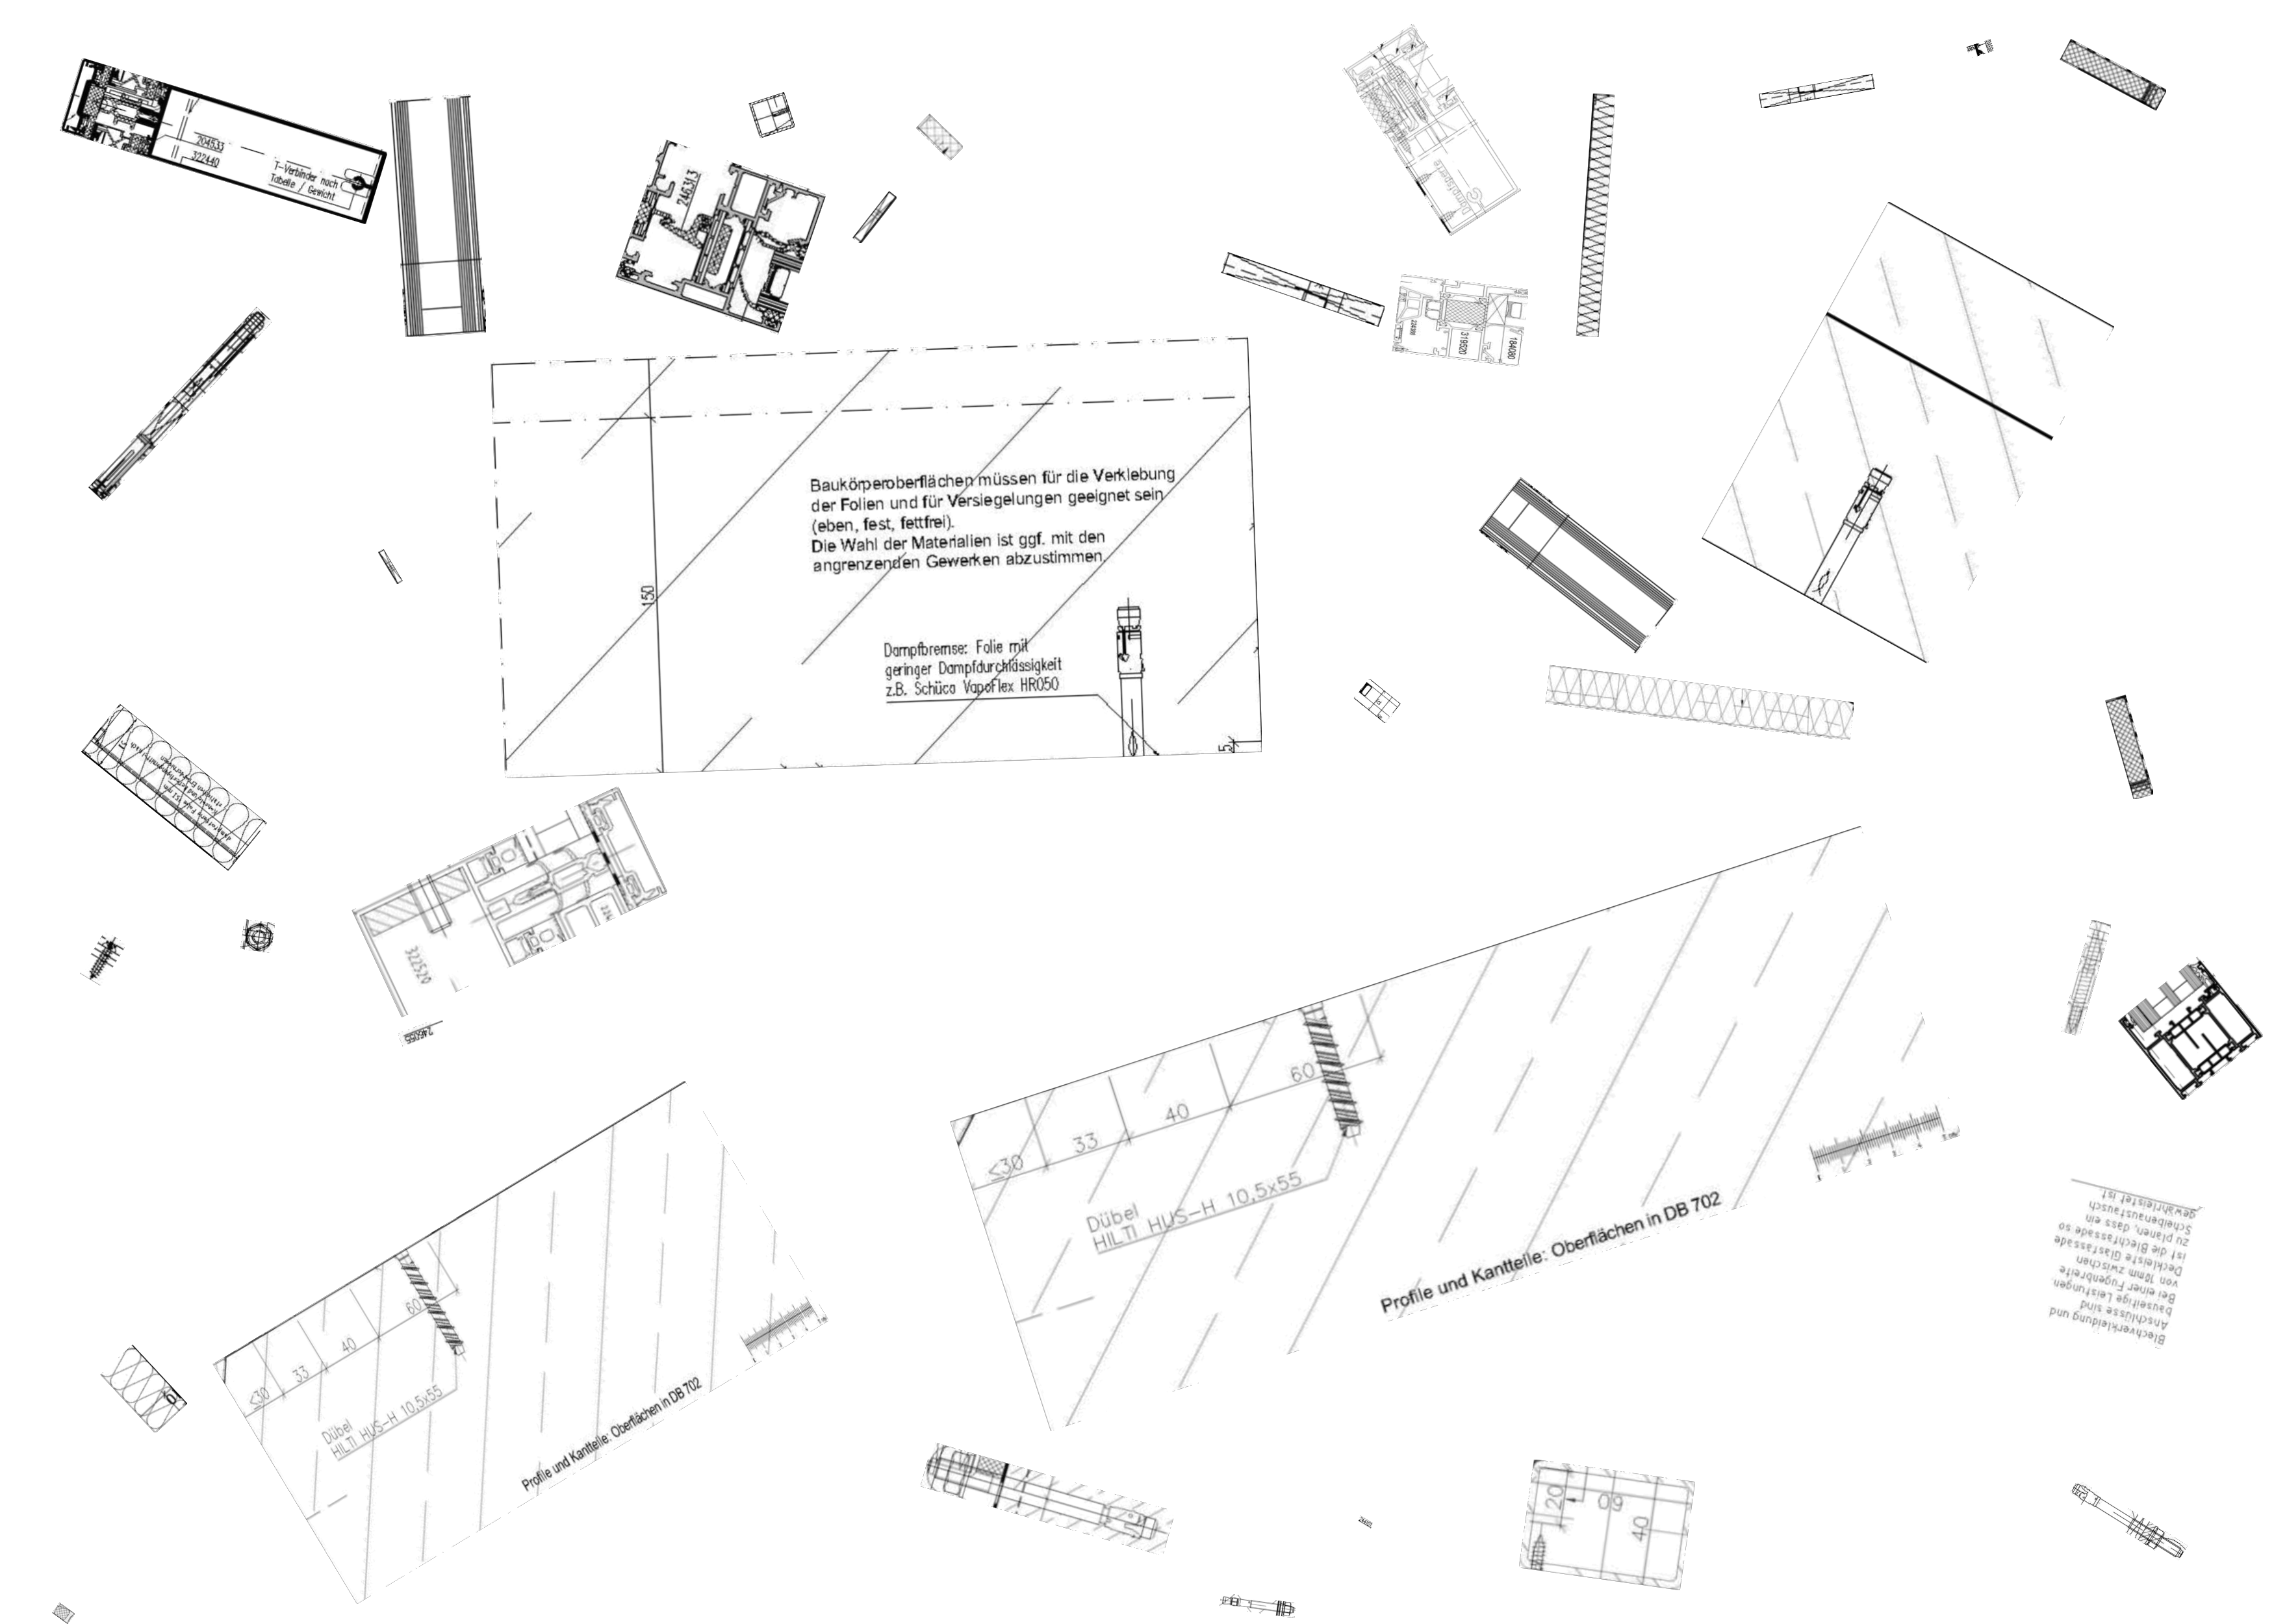 204533
322440
T-Verbinder nach
Tabelle / Gewicht
246313
224300
319520
184080
Baukörperoberflächen müssen für die Verklebung
der Folien und für Versiegelungen geeignet sein
(eben, fest, fettfrei).
Die Wahl der Materialien ist ggf. mit den
angrenzenden Gewerken abzustimmen.
150
Dampfbremse: Folie mit
geringer Dampfdurchlässigkeit
z.B. Schüco VapoFlex HR050
5
322520
246055
≤30
33
40
60
Dübel
HILTI HUS-H 10,5x55
Profile und Kantteile: Oberflächen in DB 702
≤30
33
40
60
Dübel
HILTI HUS-H 10,5x55
Profile und Kantteile: Oberflächen in DB 702
Blechverkleidung und
Anschlüsse sind
bauseitige Leistungen.
Bei einer Fugenbreite
von 10mm zwischen
Deckleiste Glasfassade
ist die Blechfassade so
zu planen, dass ein
Scheibenaustausch
gewährleistet ist
20
60
40